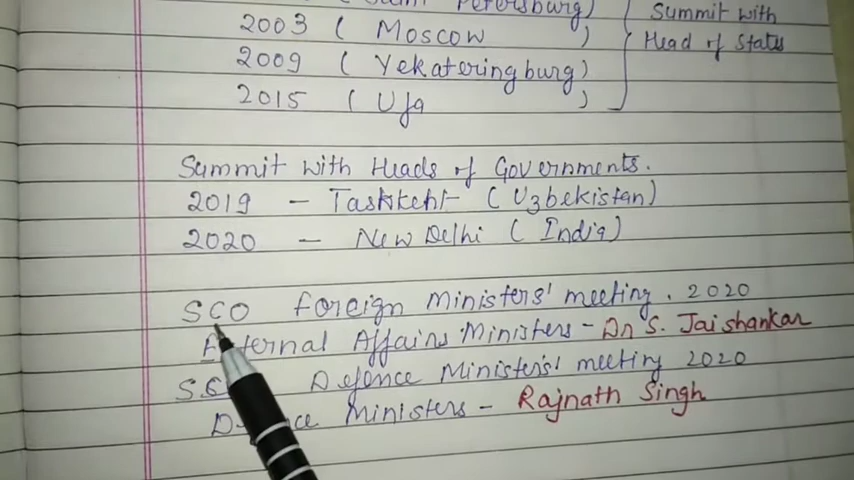 Petersburg)
Summit with
2003 ( Moscow )
Head of States
2009 ( Yekateringburg)
2015 ( Ufa )
Summit with Heads of Governments.
2019 - Tashkent - (Uzbekistan)
2020 - New Delhi ( India)
SCO Foreign Ministers' meeting . 2020
External Affairs Ministers - Dr S. Jaishankar
Defence Ministers' meeting 2020
Ministers - Rajnath Singh